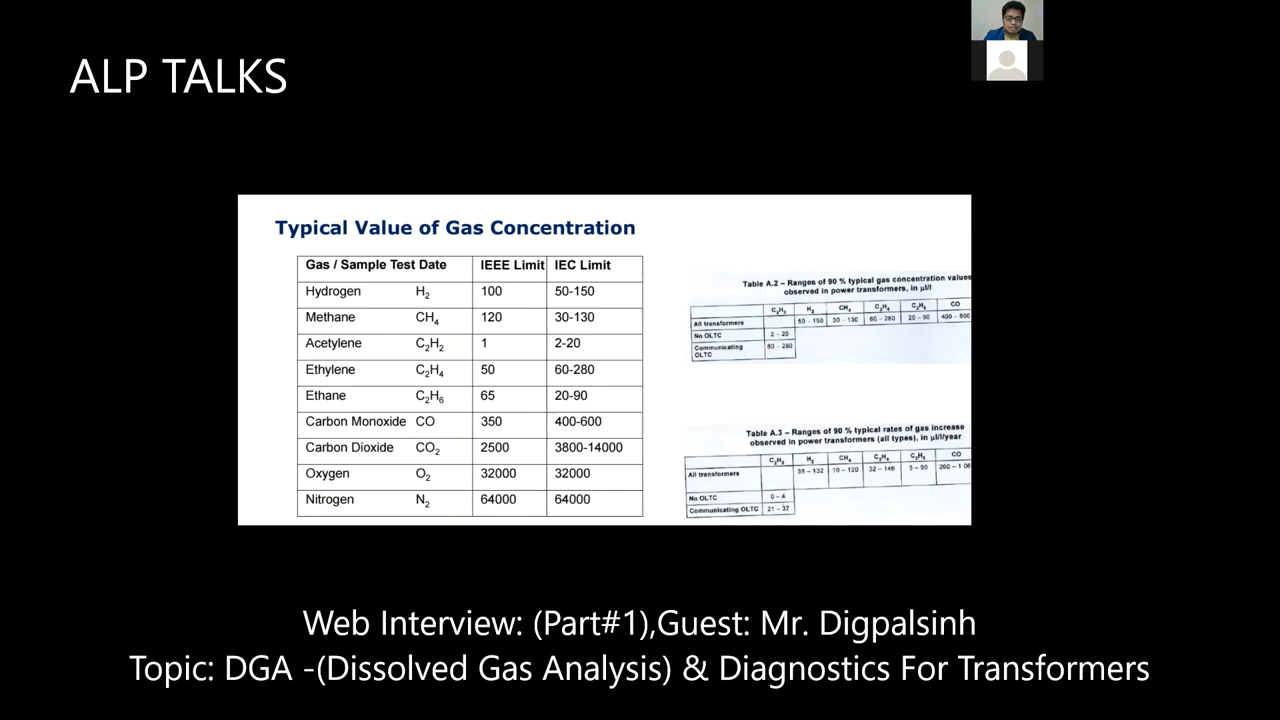 ALP TALKS
Typical Value of Gas Concentration
Gas / Sample Test Date IEEE Limit IEC Limit
Hydrogen H₂ 100 50-150
Methane CH₄ 120 30-130
Acetylene C₂H₂ 1 2-20
Ethylene C₂H₄ 50 60-280
Ethane C₂H₆ 65 20-90
Carbon Monoxide CO 350 400-600
Carbon Dioxide CO₂ 2500 3800-14000
Oxygen O₂ 32000 32000
Nitrogen N₂ 64000 64000
Table A.2 – Ranges of 90 % typical gas concentration values
observed in power transformers, in µl/l
C₂H₂ H₂ CH₄ C₂H₄ C₂H₆ CO
All transformers 50 – 150 30 – 130 60 – 280 20 – 90 400 – 600
No OLTC 2 – 20
Communicating
OLTC 60 – 280
Table A.3 – Ranges of 90 % typical rates of gas increase
observed in power transformers (all types), in µl/l/year
C₂H₂ H₂ CH₄ C₂H₄ C₂H₆ CO
All transformers 35 – 132 10 – 120 32 – 146 5 – 90 260 – 1 06
No OLTC 0 – 4
Communicating OLTC 21 – 37
Web Interview: (Part#1),Guest: Mr. Digpalsinh
Topic: DGA -(Dissolved Gas Analysis) & Diagnostics For Transformers